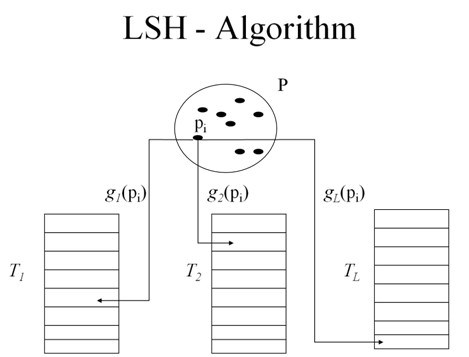 LSH - Algorithm
P
pi
g1(pi) g2(pi) gL(pi)
T1 T2 TL